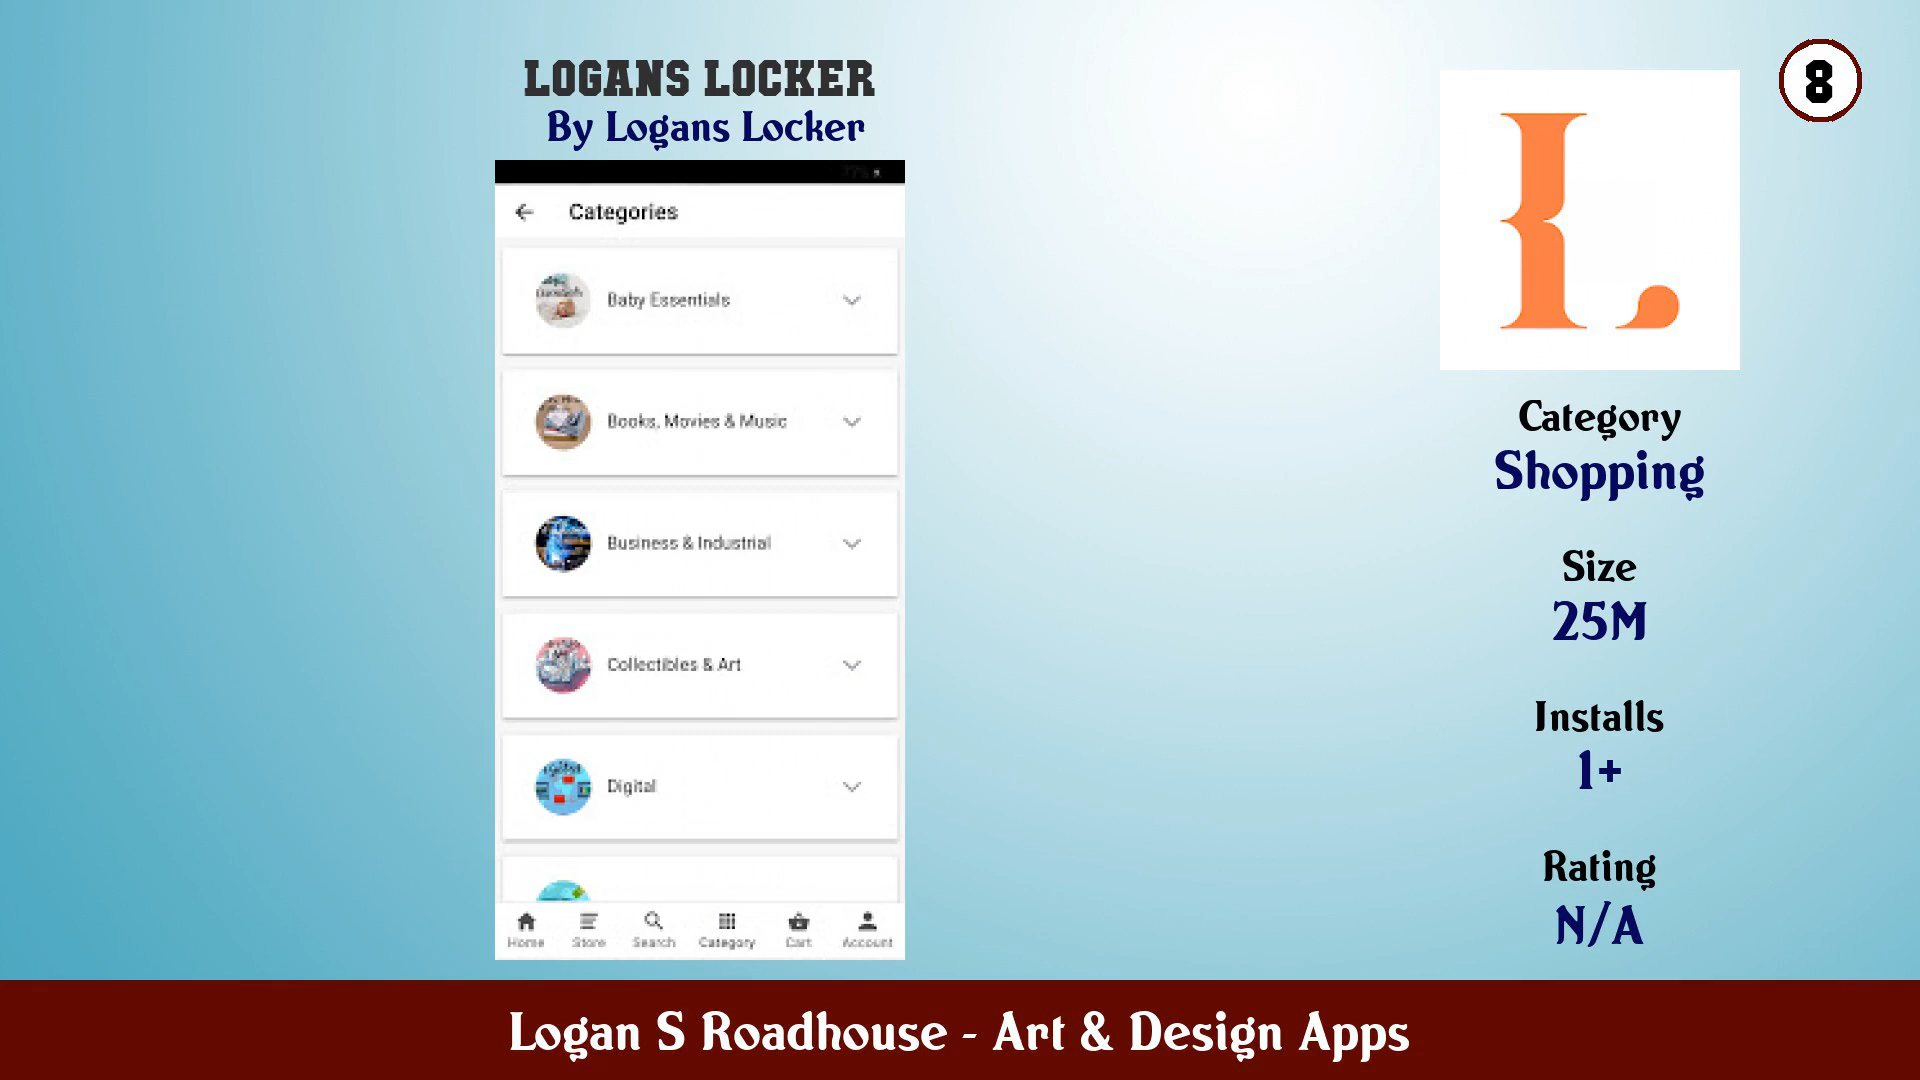 LOGANS LOCKER
By Logans Locker
8
Categories
Baby Essentials
Books, Movies & Music
Business & Industrial
Collectibles & Art
Digital
Home Store Search Category Cart Account
L
Category
Shopping
Size
25M
Installs
1+
Rating
N/A
Logan S Roadhouse - Art & Design Apps